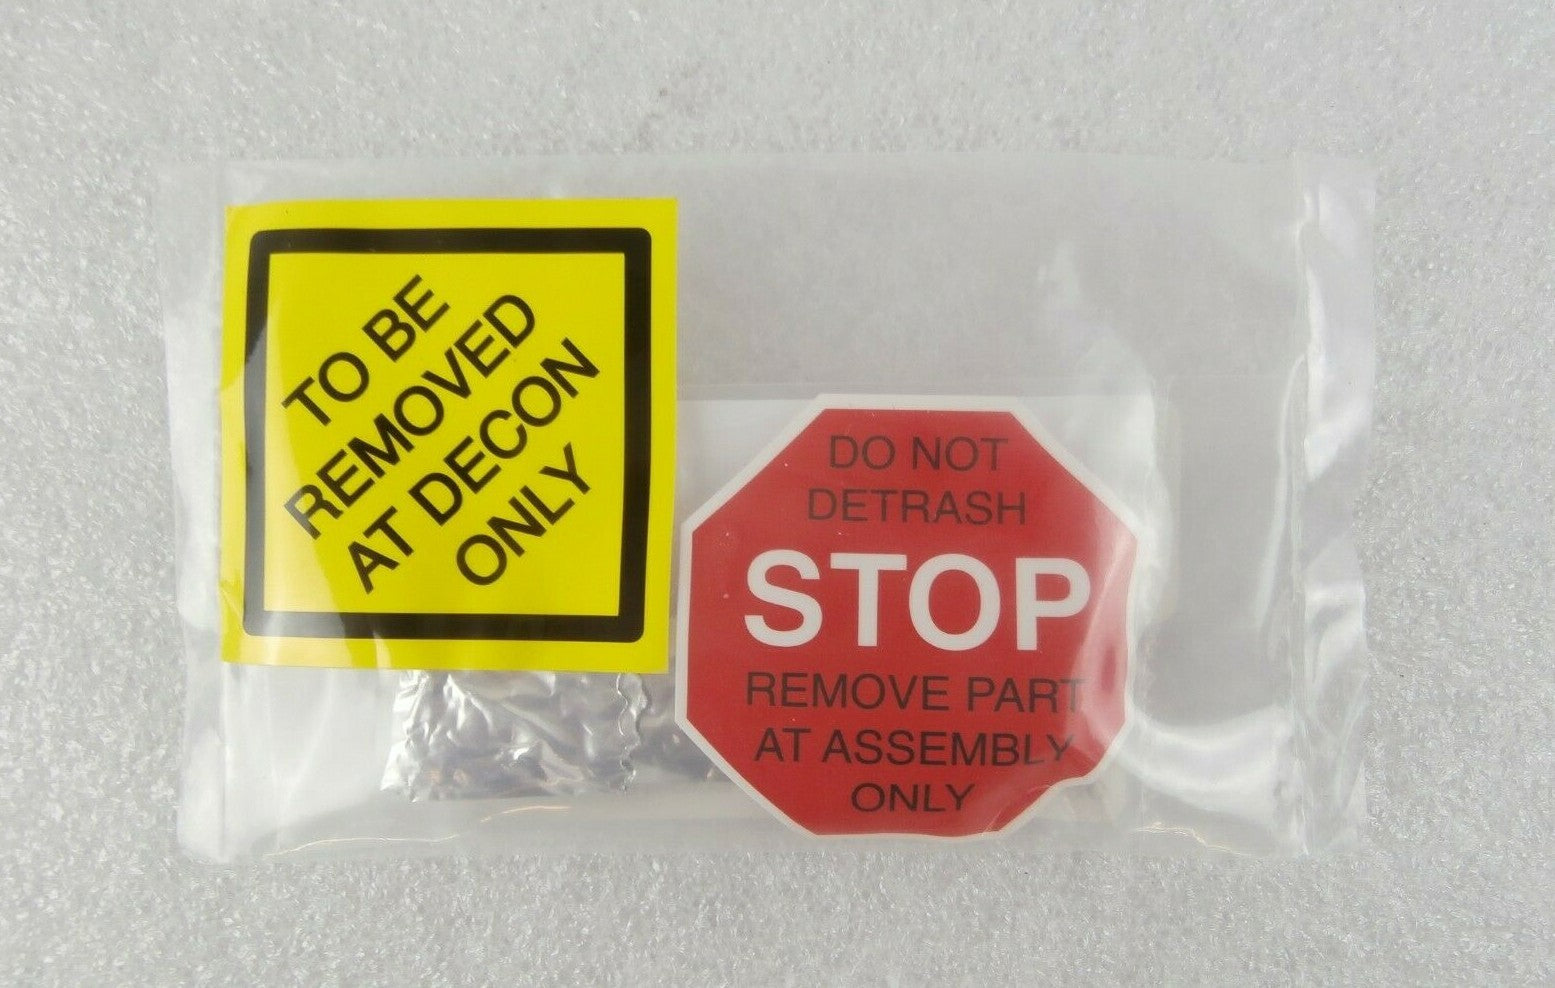 TO BE
REMOVED
AT DECON
ONLY
DO NOT
DETRASH
STOP
REMOVE PART
AT ASSEMBLY
ONLY